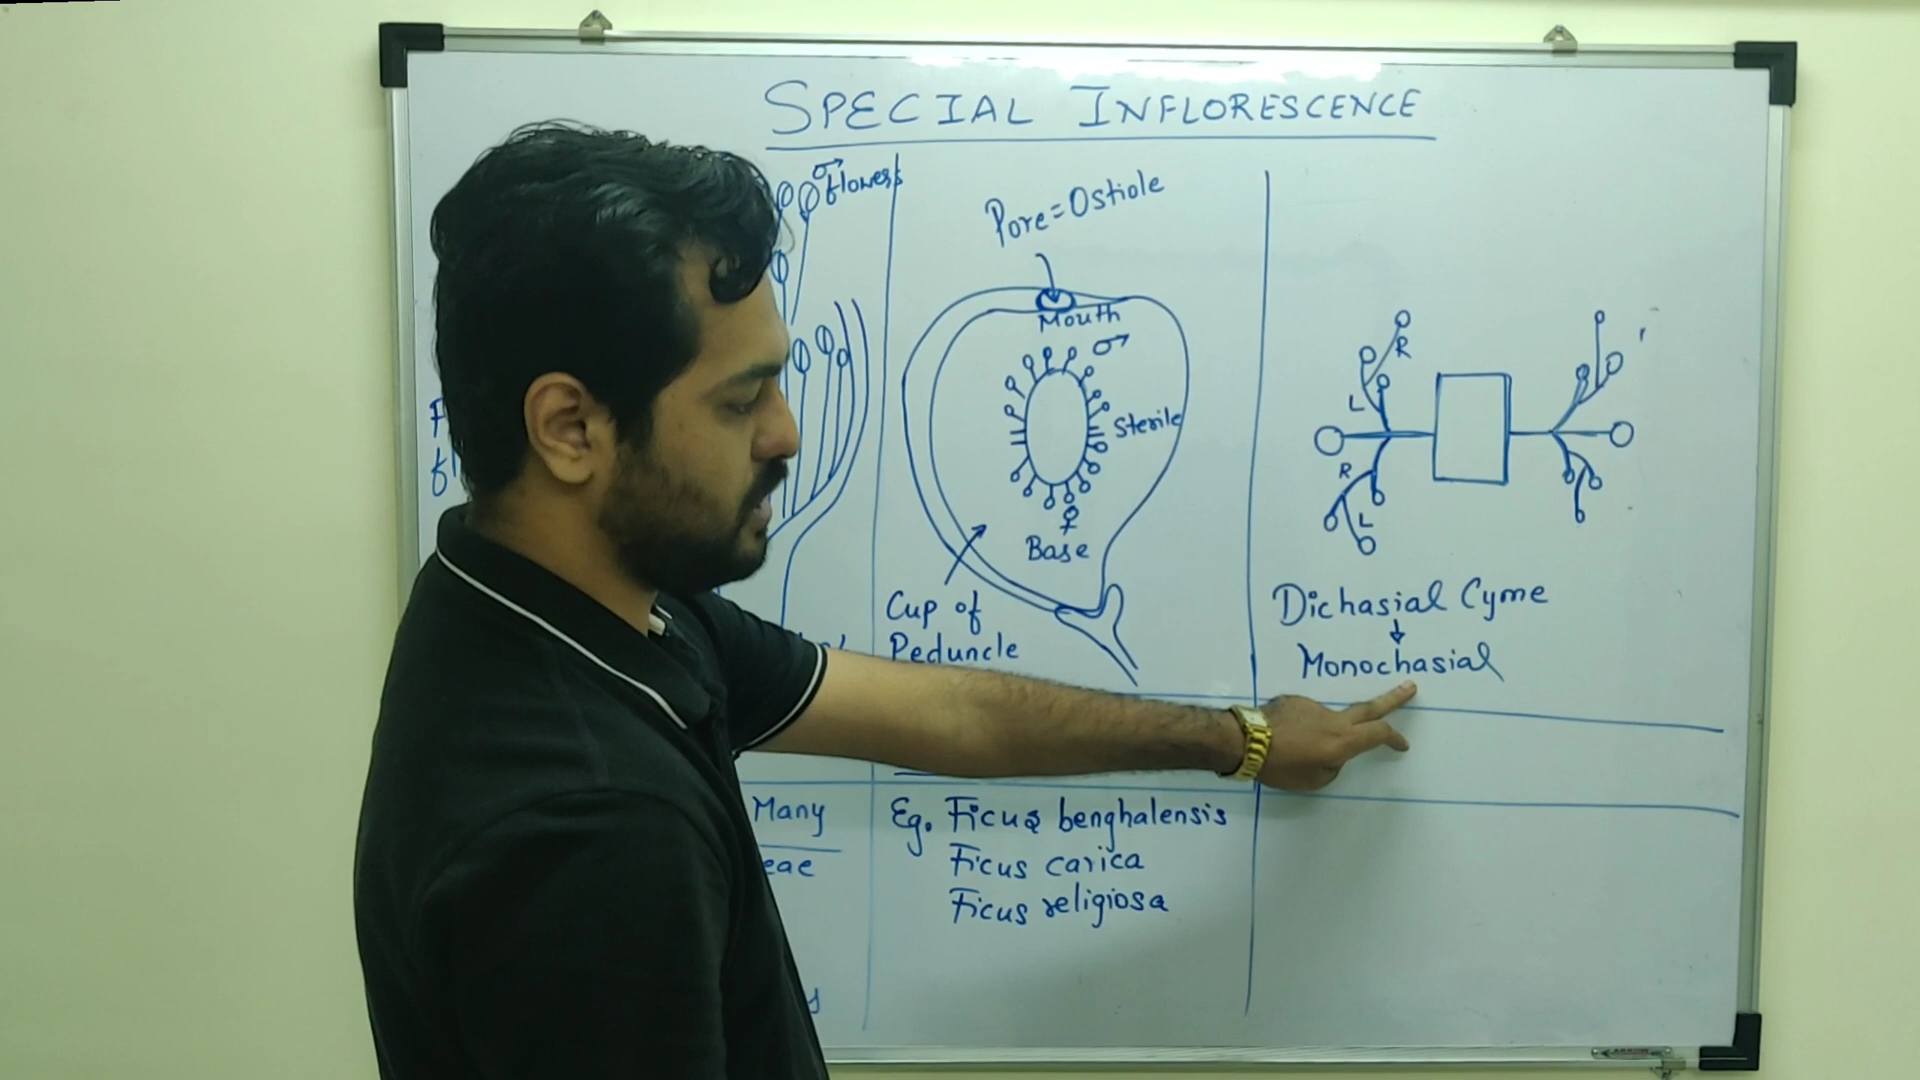 SPECIAL INFLORESCENCE
♂ flowers
Many
eae
Pore=Ostiole
Mouth
♂
Sterile
♀
Base
Cup of
Peduncle
Eg. Ficus benghalensis
Ficus carica
Ficus religiosa
R
L
R
L
Dichasial Cyme
↓
Monochasial